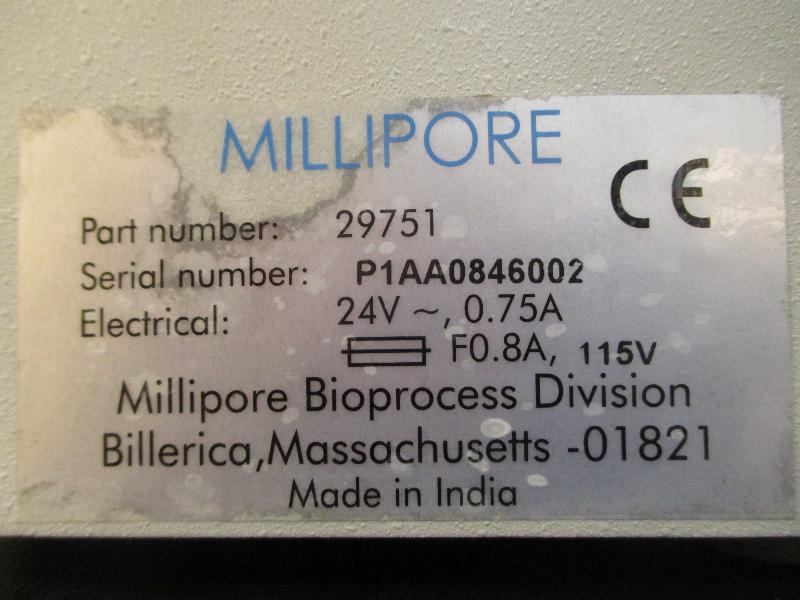 MILLIPORE
CE
Part number: 29751
Serial number: P1AA0846002
Electrical: 24V ~, 0.75A
F0.8A, 115V
Millipore Bioprocess Division
Billerica,Massachusetts -01821
Made in India